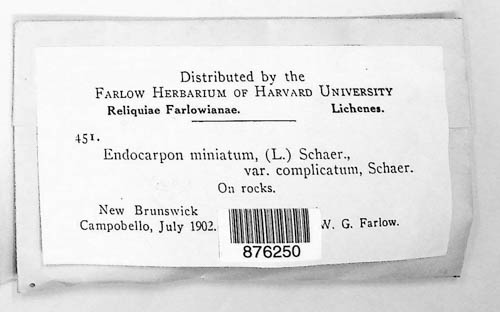 Distributed by the
FARLOW HERBARIUM OF HARVARD UNIVERSITY
Reliquiae Farlowianae. Lichenes.
451.
Endocarpon miniatum, (L.) Schaer.,
var. complicatum, Schaer.
On rocks.
New Brunswick
Campobello, July 1902. W. G. Farlow.
876250